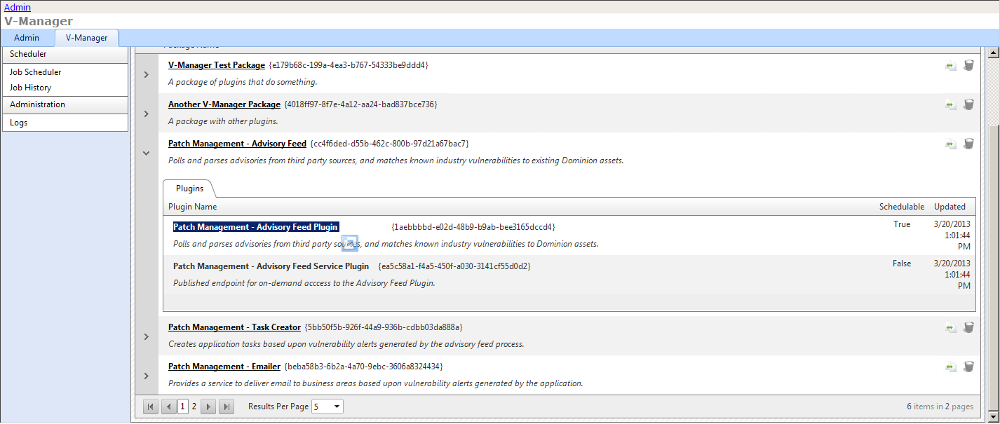 Admin
V-Manager
Admin
V-Manager
Scheduler
Job Scheduler
Job History
Administration
Logs
Package Name
V-Manager Test Package {e179b68c-199a-4ea3-b767-54333be9ddd4}
A package of plugins that do something.
Another V-Manager Package {4018ff97-8f7e-4a12-aa24-bad837bce736}
A package with other plugins.
Patch Management - Advisory Feed {cc4f6ded-d55b-462c-800b-97d21a67bac7}
Polls and parses advisories from third party sources, and matches known industry vulnerabilities to existing Dominion assets.
Plugins
Plugin Name Schedulable Updated
Patch Management - Advisory Feed Plugin {1aebbbbd-e02d-48b9-b9ab-bee3165dccd4} True 3/20/2013
1:01:44
PM
Polls and parses advisories from third party sources, and matches known industry vulnerabilities to Dominion assets.
Patch Management - Advisory Feed Service Plugin {ea5c58a1-f4a5-450f-a030-3141cf55d0d2} False 3/20/2013
1:01:44
PM
Published endpoint for on-demand acccess to the Advisory Feed Plugin.
Patch Management - Task Creator {5bb50f5b-926f-44a9-936b-cdbb03da888a}
Creates application tasks based upon vulnerability alerts generated by the advisory feed process.
Patch Management - Emailer {beba58b3-6b2a-4a70-9ebc-3606a8324434}
Provides a service to deliver email to business areas based upon vulnerability alerts generated by the application.
1 2 Results Per Page 5 6 items in 2 pages